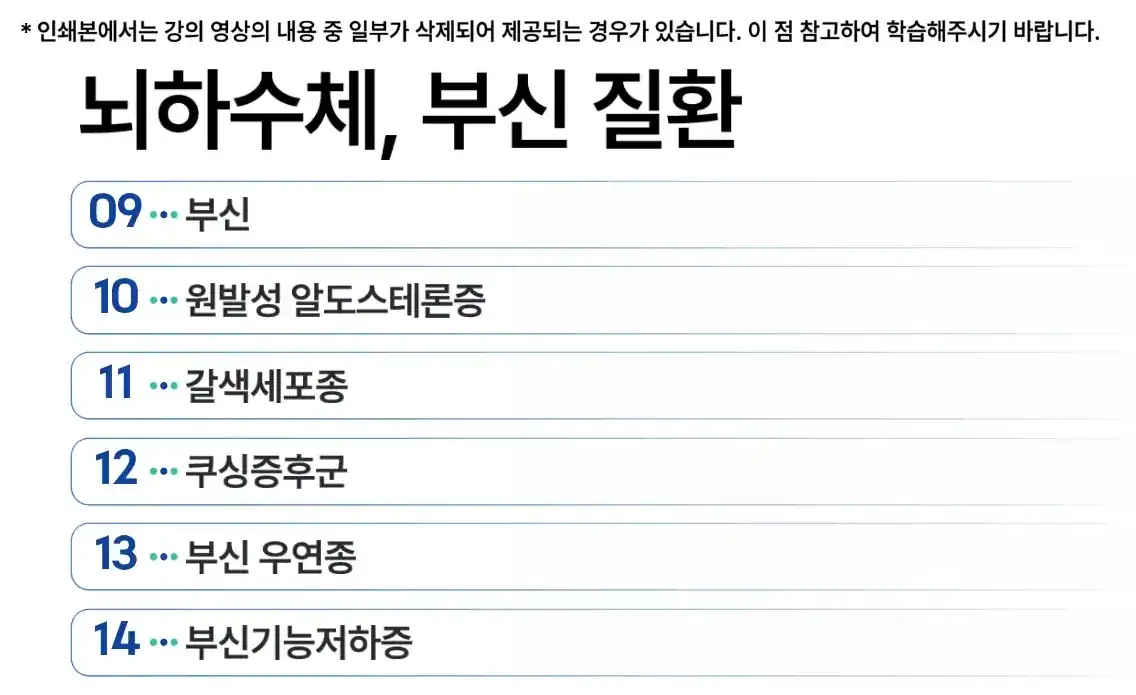 * 인쇄본에서는 강의 영상의 내용 중 일부가 삭제되어 제공되는 경우가 있습니다. 이 점 참고하여 학습해주시기 바랍니다.
뇌하수체, 부신 질환
09 ••• 부신
10 ••• 원발성 알도스테론증
11 ••• 갈색세포종
12 ••• 쿠싱증후군
13 ••• 부신 우연종
14 ••• 부신기능저하증